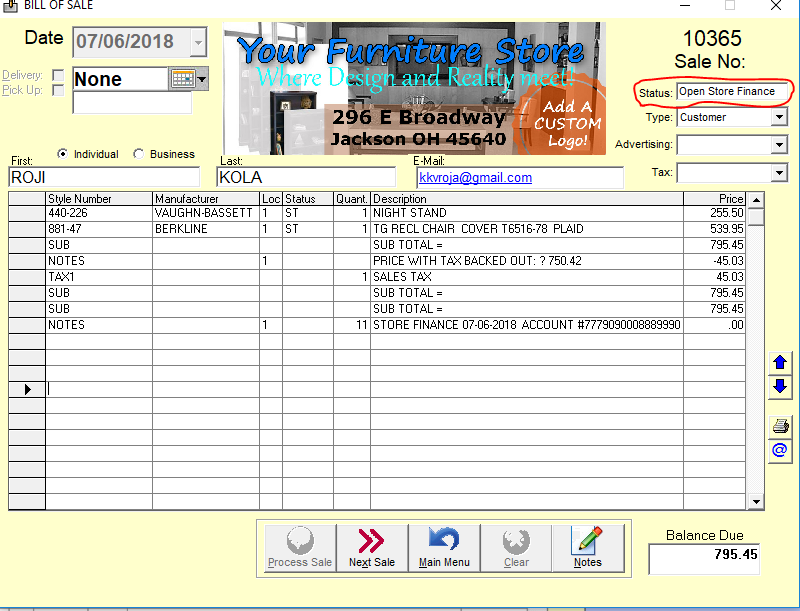 BILL OF SALE
Date 07/06/2018
Delivery: None
Pick Up:
Your Furniture Store
Where Design and Reality meet!
296 E Broadway
Jackson OH 45640
Add A
CUSTOM
Logo!
10365
Sale No:
Status: Open Store Finance
Type: Customer
Advertising:
Tax:
Individual Business
First: Last: E-Mail:
ROJI KOLA kkvroja@gmail.com
Style Number Manufacturer Loc Status Quant. Description Price
440-226 VAUGHN-BASSETT 1 ST 1 NIGHT STAND 255.50
881-47 BERKLINE 1 ST 1 TG RECL CHAIR COVER T6516-78 PLAID 539.95
SUB SUB TOTAL = 795.45
NOTES 1 PRICE WITH TAX BACKED OUT: ? 750.42 -45.03
TAX1 1 SALES TAX 45.03
SUB SUB TOTAL = 795.45
SUB SUB TOTAL = 795.45
NOTES 1 11 STORE FINANCE 07-06-2018 ACCOUNT #7779090008889990 .00
Process Sale Next Sale Main Menu Clear Notes
Balance Due
795.45